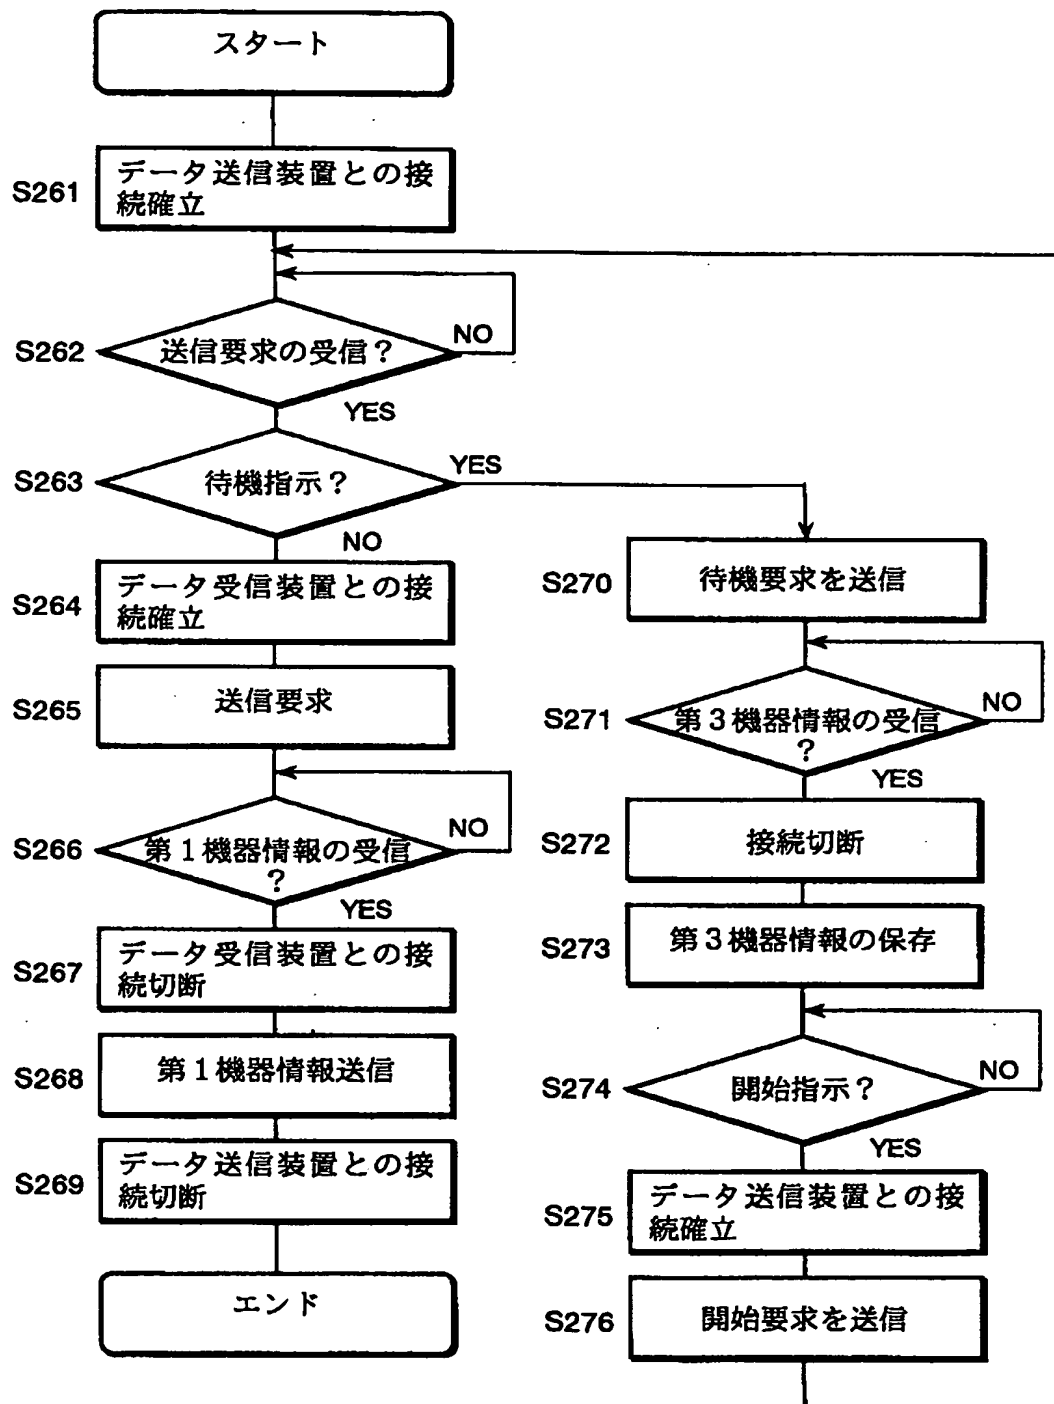 スタート
S261
データ送信装置との接
続確立
S262
送信要求の受信?
NO
YES
S263
待機指示?
YES
NO
S264
データ受信装置との接
続確立
S265
送信要求
S266
第1機器情報の受信
?
NO
YES
S267
データ受信装置との接
続切断
S268
第1機器情報送信
S269
データ送信装置との接
続切断
エンド
S270
待機要求を送信
S271
第3機器情報の受信
?
NO
YES
S272
接続切断
S273
第3機器情報の保存
S274
開始指示?
NO
YES
S275
データ送信装置との接
続確立
S276
開始要求を送信